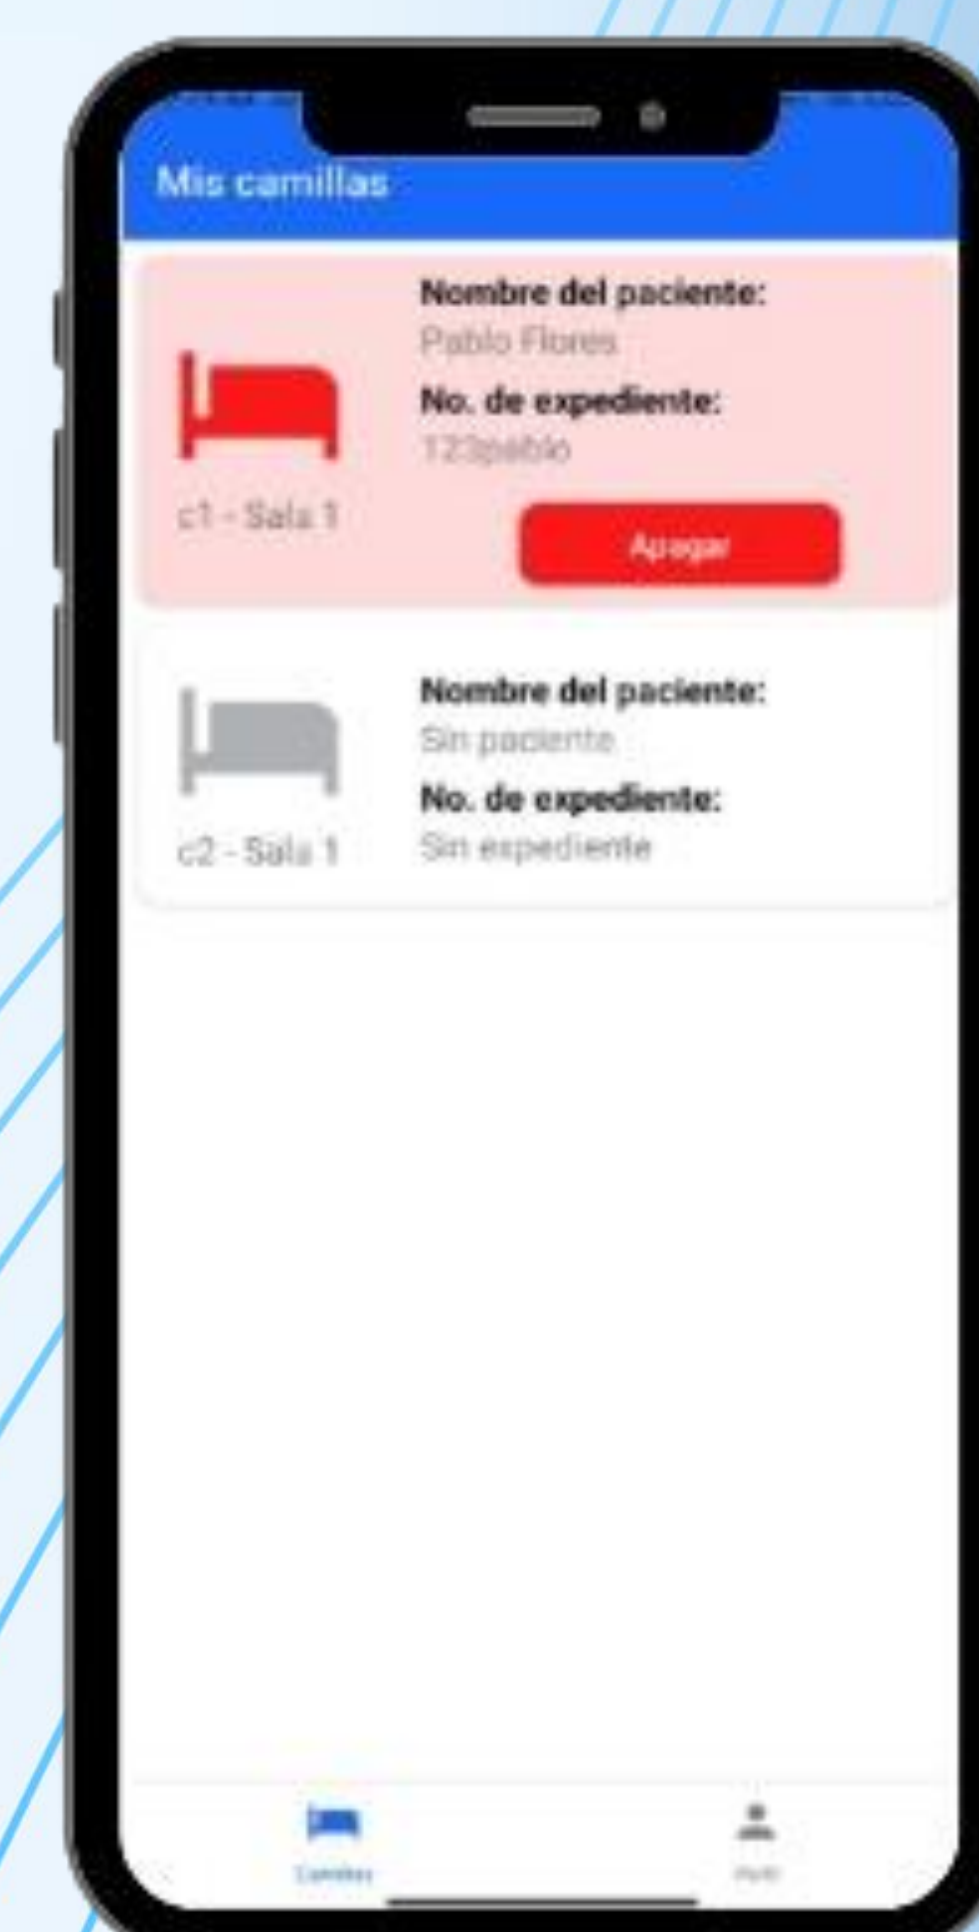 Mis camillas
Nombre del paciente:
Pablo Flores
No. de expediente:
123pablo
c1 - Sala 1
Apagar
Nombre del paciente:
Sin paciente
No. de expediente:
Sin expediente
c2 - Sala 1
Camillas
Perfil